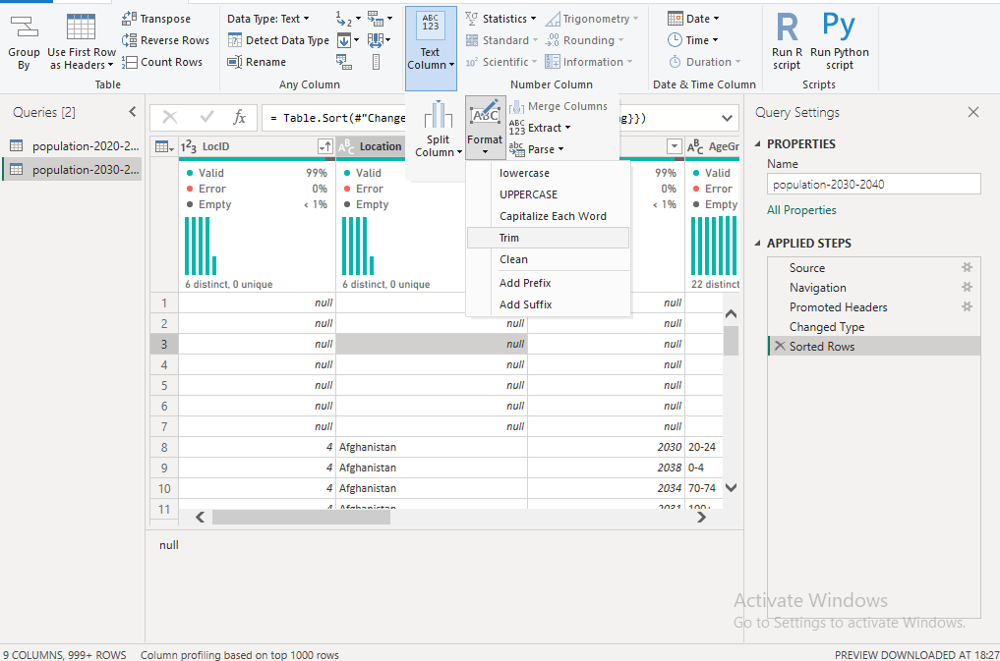 Transpose
Data Type: Text
ABC
123
Statistics
Trigonometry
Date
R
Py
Reverse Rows
Detect Data Type
Standard
Rounding
Time
Group
By
Use First Row
as Headers
Count Rows
Rename
Text
Column
Scientific
Information
Duration
Run R
script
Run Python
script
Table
Any Column
Number Column
Date & Time Column
Scripts
Queries [2]
population-2020-2...
population-2030-2...
fx
= Table.Sort(#"Change
g}})
Split
Column
ABC
Format
Merge Columns
ABC
123 Extract
abc Parse
lowercase
UPPERCASE
Capitalize Each Word
Trim
Clean
Add Prefix
Add Suffix
1 2 3 LocID
ABC Location
ABC AgeGr
Valid 99%
Error 0%
Empty < 1%
6 distinct, 0 unique
Valid
Error
Empty
6 distinct, 0 unique
99%
0%
< 1%
Valid
Error
Empty
22 distinct
1 null null
2 null null null
3 null null null
4 null null null
5 null null null
6 null null null
7 null null null
8 4 Afghanistan 2030 20-24
9 4 Afghanistan 2038 0-4
10 4 Afghanistan 2034 70-74
11 4 Afghanistan 2031 100+
null
Query Settings
PROPERTIES
Name
population-2030-2040
All Properties
APPLIED STEPS
Source
Navigation
Promoted Headers
Changed Type
Sorted Rows
Activate Windows
Go to Settings to activate Windows.
9 COLUMNS, 999+ ROWS Column profiling based on top 1000 rows
PREVIEW DOWNLOADED AT 18:27